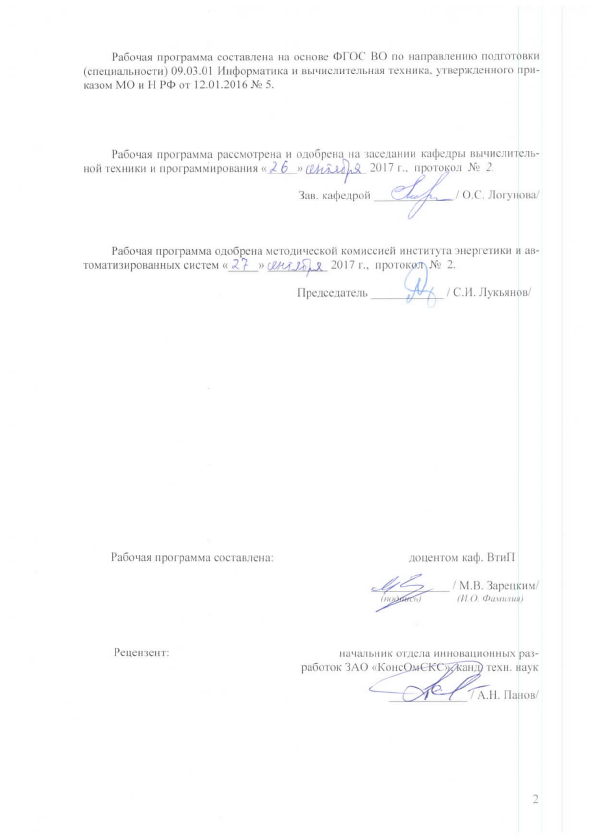 Рабочая программа составлена на основе ФГОС ВО по направлению подготовки
(специальности) 09.03.01 Информатика и вычислительная техника, утвержденного при-
казом МО и Н РФ от 12.01.2016 № 5.
Рабочая программа рассмотрена и одобрена на заседании кафедры вычислитель-
ной техники и программирования «26» сентября 2017 г., протокол № 2.
Зав. кафедрой / О.С. Логунова/
Рабочая программа одобрена методической комиссией института энергетики и ав-
томатизированных систем «27» сентября 2017 г., протокол № 2.
Председатель / С.И. Лукьянов/
Рабочая программа составлена: доцентом каф. ВтиП
/ М.В. Зарецким/
(подпись) (И.О. Фамилия)
Рецензент: начальник отдела инновационных раз-
работок ЗАО «КонсОмСКС», канд. техн. наук
/ А.Н. Панов/
2